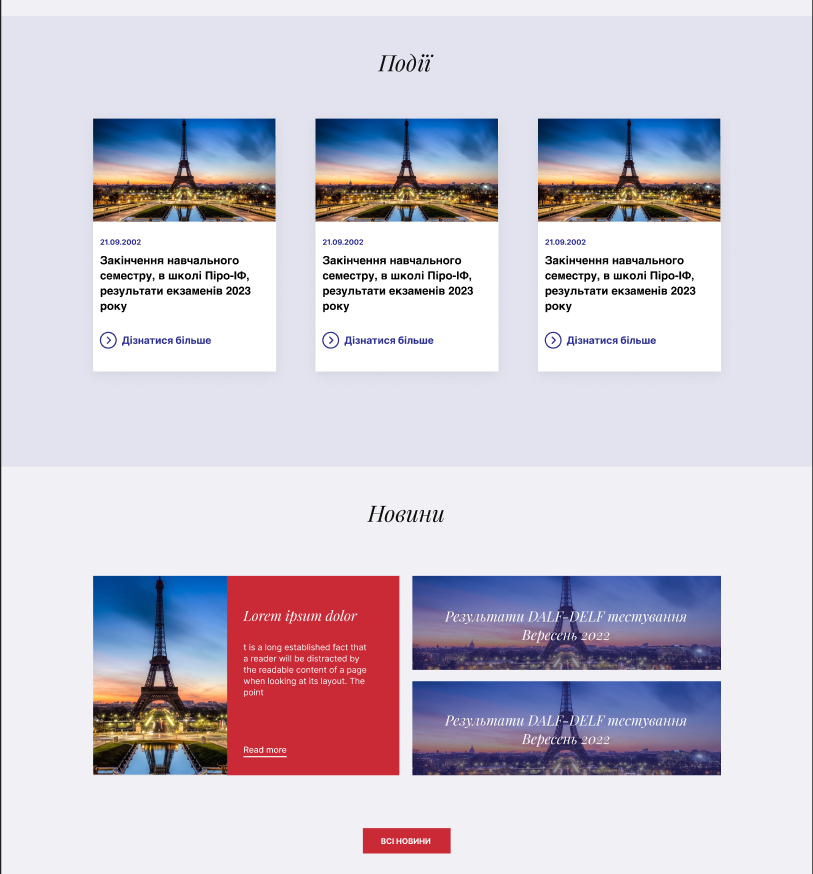 Події
21.09.2002
Закінчення навчального
семестру, в школі Піро-ІФ,
результати екзаменів 2023
року
Дізнатися більше
21.09.2002
Закінчення навчального
семестру, в школі Піро-ІФ,
результати екзаменів 2023
року
Дізнатися більше
21.09.2002
Закінчення навчального
семестру, в школі Піро-ІФ,
результати екзаменів 2023
року
Дізнатися більше
Новини
Lorem ipsum dolor
t is a long established fact that
a reader will be distracted by
the readable content of a page
when looking at its layout. The
point
Read more
Результати DALF-DELF тестування
Вересень 2022
Результати DALF-DELF тестування
Вересень 2022
ВСІ НОВИНИ